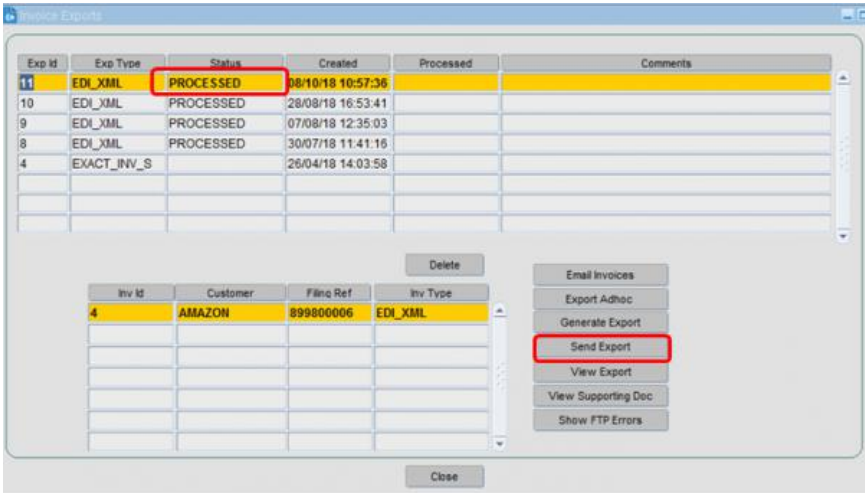 Invoice Exports
Exp Id Exp Type Status Created Processed Comments
11 EDI_XML PROCESSED 08/10/18 10:57:36
10 EDI_XML PROCESSED 28/08/18 16:53:41
9 EDI_XML PROCESSED 07/08/18 12:35:03
8 EDI_XML PROCESSED 30/07/18 11:41:16
4 EXACT_INV_S 26/04/18 14:03:58
Delete
Inv Id Customer Filing Ref Inv Type
4 AMAZON 899800006 EDI_XML
Email Invoices
Export Adhoc
Generate Export
Send Export
View Export
View Supporting Doc
Show FTP Errors
Close